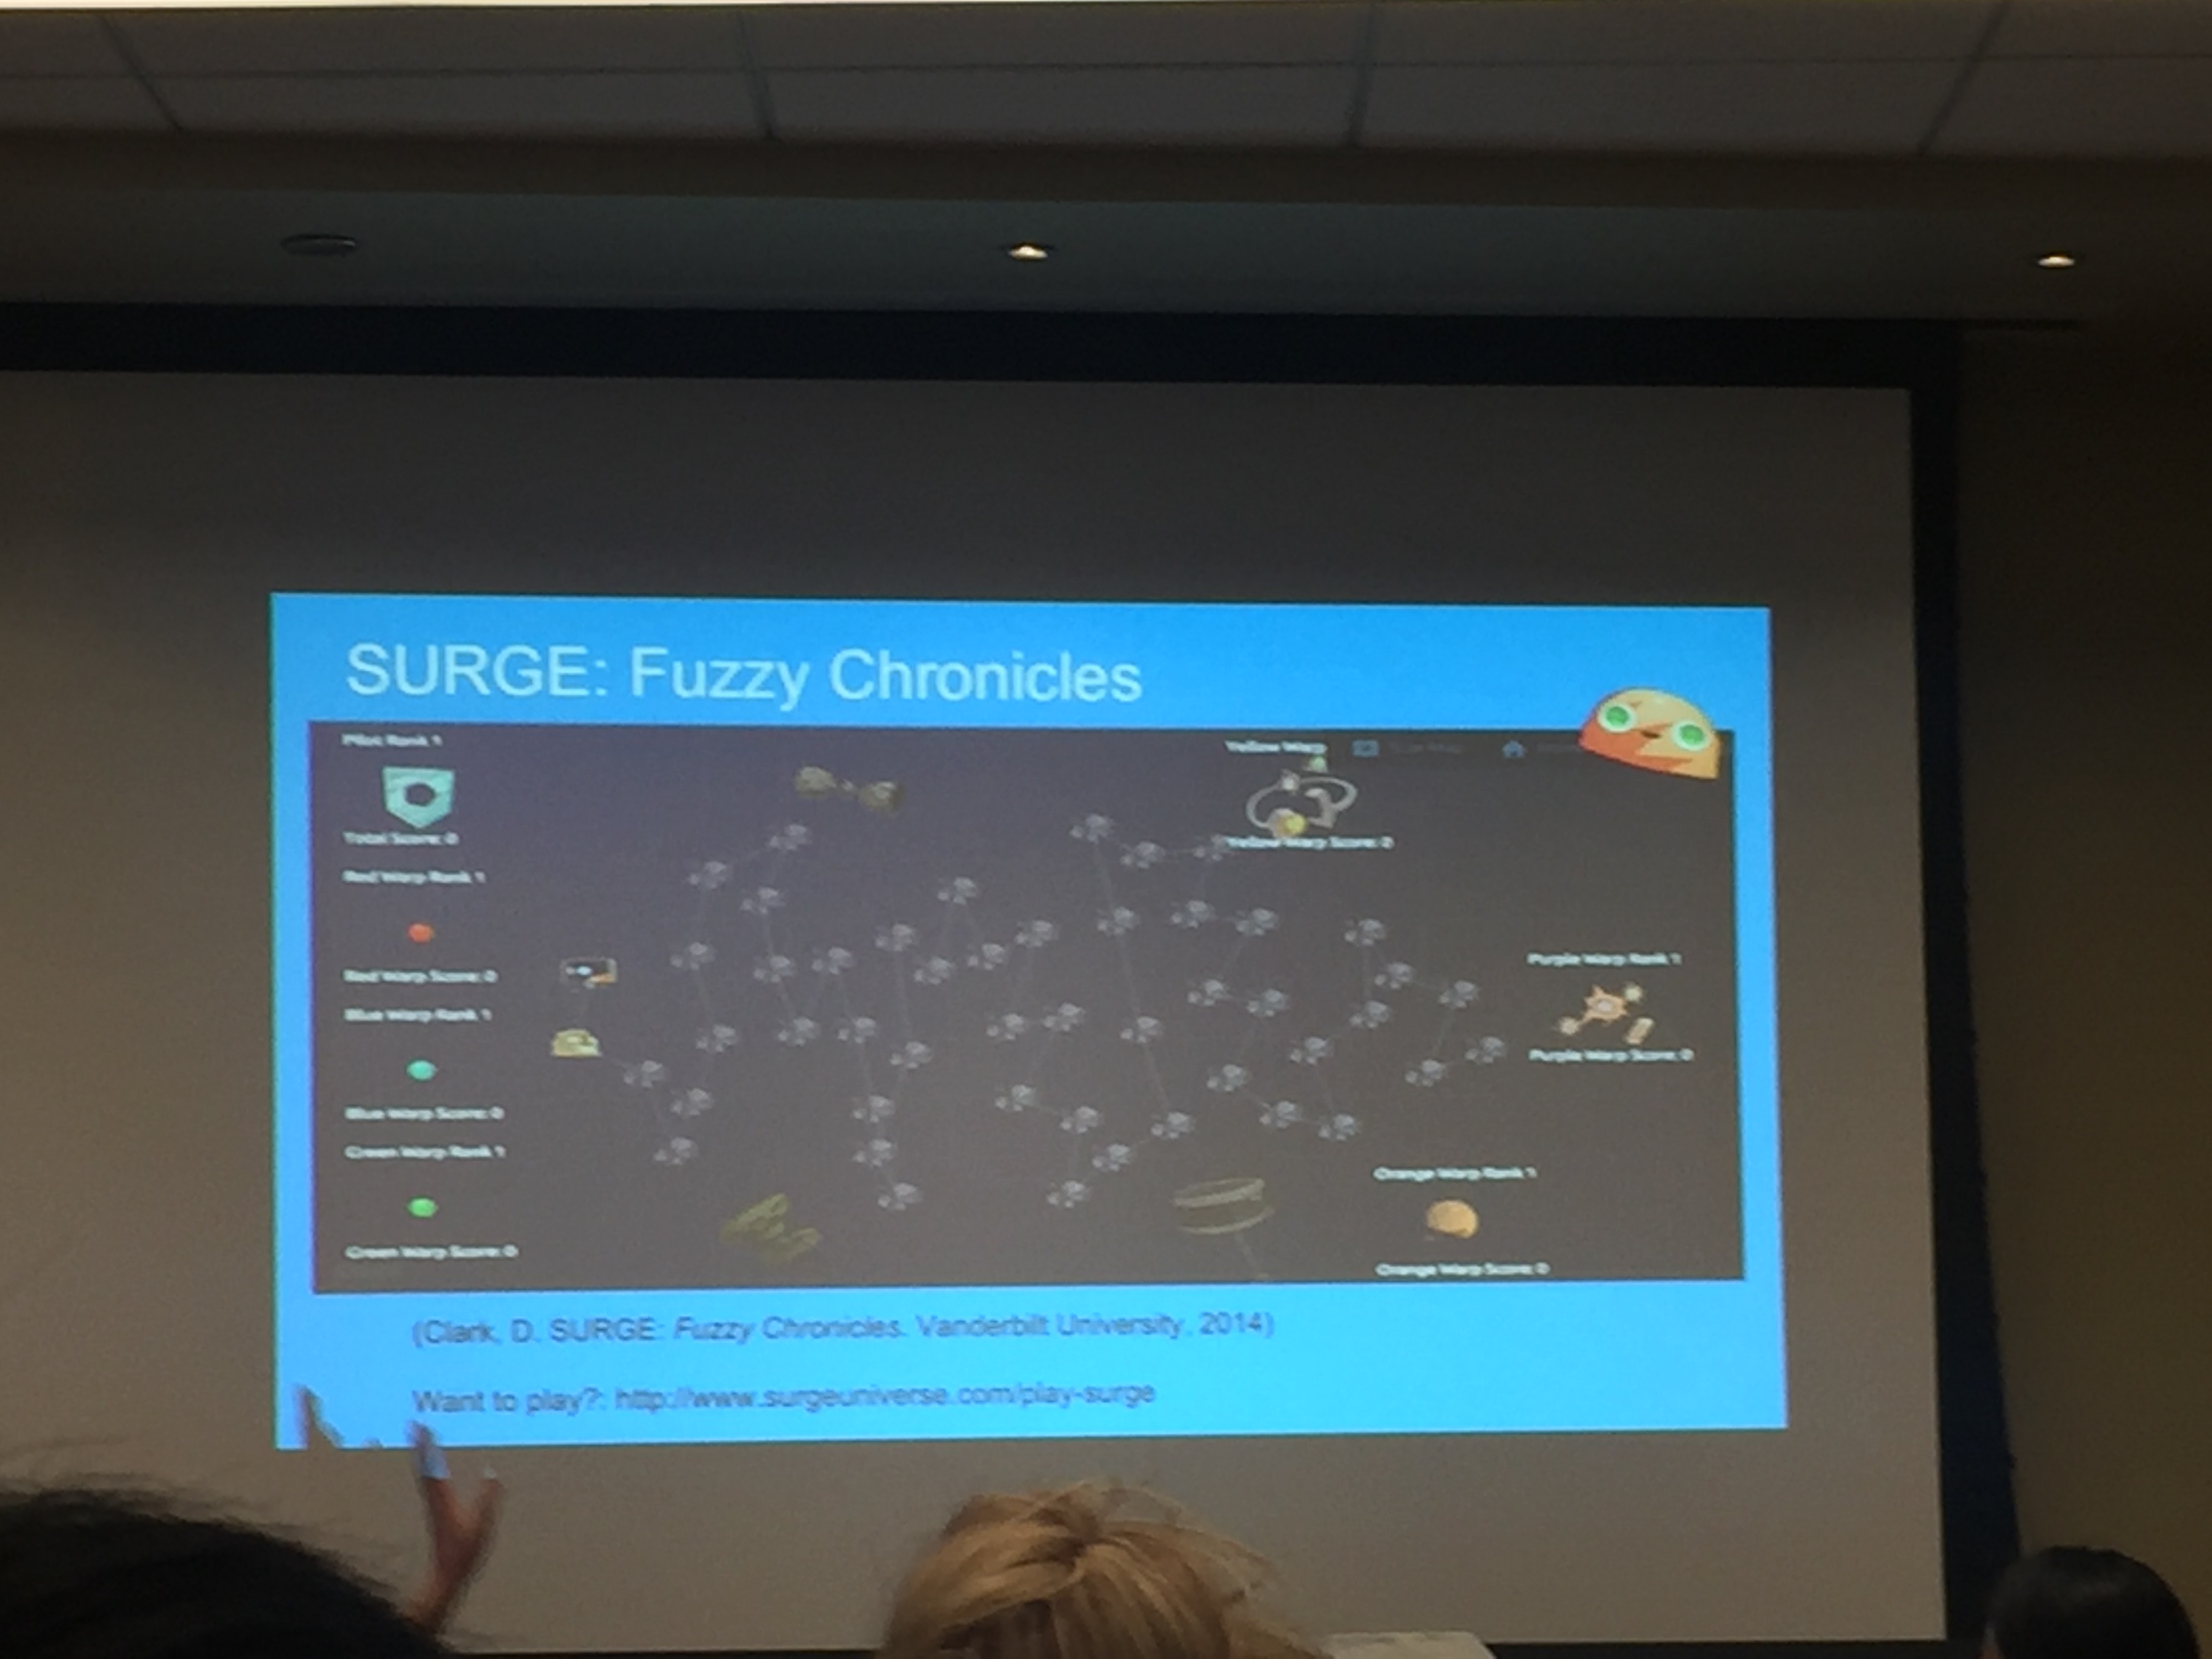 SURGE: Fuzzy Chronicles
Pilot Rank 1
Total Score: 0
Red Warp Rank 1
Red Warp Score: 0
Blue Warp Rank 1
Blue Warp Score: 0
Green Warp Rank 1
Green Warp Score: 0
Yellow Warp
Yellow Warp Score: 0
Purple Warp Rank 1
Purple Warp Score: 0
Orange Warp Rank 1
Orange Warp Score: 0
(Clark, D. SURGE: Fuzzy Chronicles. Vanderbilt University, 2014)
Want to play?: http://www.surgeuniverse.com/play-surge